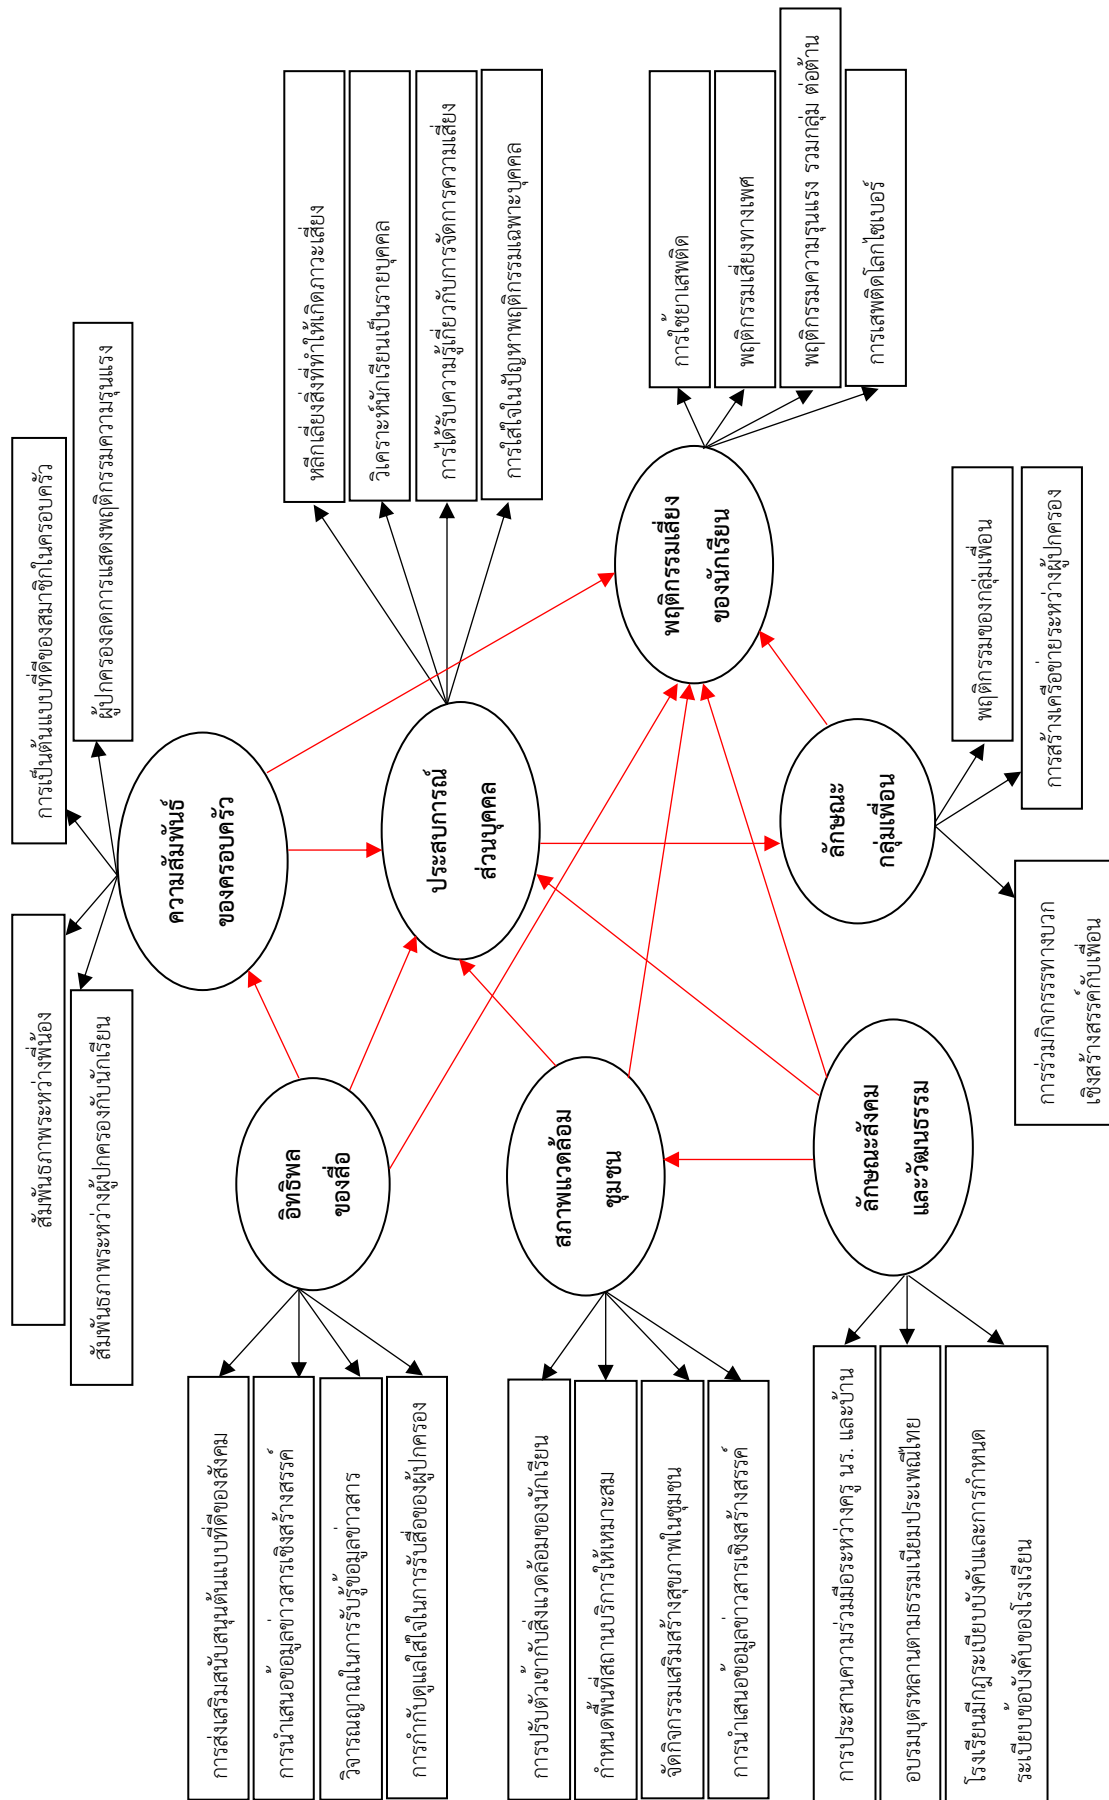 การส่งเสริมสนับสนุนต้นแบบที่ดีของสังคม
การนำเสนอข้อมูลข่าวสารเชิงสร้างสรรค์
วิจารณญาณในการรับรู้ข้อมูลข่าวสาร
การกำกับดูแลใส่ใจในการรับสื่อของผู้ปกครอง
การปรับตัวเข้ากับสิ่งแวดล้อมของนักเรียน
กำหนดพื้นที่สถานบริการให้เหมาะสม
จัดกิจกรรมเสริมสร้างสุขภาพในชุมชน
การนำเสนอข้อมูลข่าวสารเชิงสร้างสรรค์
การประสานความร่วมมือระหว่างครู นร. และบ้าน
อบรมบุตรหลานตามธรรมเนียมประเพณีไทย
โรงเรียนมีกฎระเบียบบังคับและการกำหนด
ระเบียบข้อบังคับของโรงเรียน
อิทธิพล
ของสื่อ
สภาพแวดล้อม
ชุมชน
ลักษณะสังคม
และวัฒนธรรม
สัมพันธภาพระหว่างพี่น้อง
สัมพันธภาพระหว่างผู้ปกครองกับนักเรียน
การเป็นต้นแบบที่ดีของสมาชิกในครอบครัว
ผู้ปกครองลดการแสดงพฤติกรรมความรุนแรง
ความสัมพันธ์
ของครอบครัว
ประสบการณ์
ส่วนบุคคล
ลักษณะ
กลุ่มเพื่อน
การร่วมกิจกรรรทางบวก
เชิงสร้างสรรค์กับเพื่อน
พฤติกรรมของกลุ่มเพื่อน
การสร้างเครือข่ายระหว่างผู้ปกครอง
หลีกเลี่ยงสิ่งที่ทำให้เกิดภาวะเสี่ยง
วิเคราะห์นักเรียนเป็นรายบุคคล
การได้รับความรู้เกี่ยวกับการจัดการความเสี่ยง
การใส่ใจในปัญหาพฤติกรรมเฉพาะบุคคล
พฤติกรรมเสี่ยง
ของนักเรียน
การใช้ยาเสพติด
พฤติกรรมเสี่ยงทางเพศ
พฤติกรรมความรุนแรง รวมกลุ่ม ต่อต้าน
การเสพติดโลกไซเบอร์